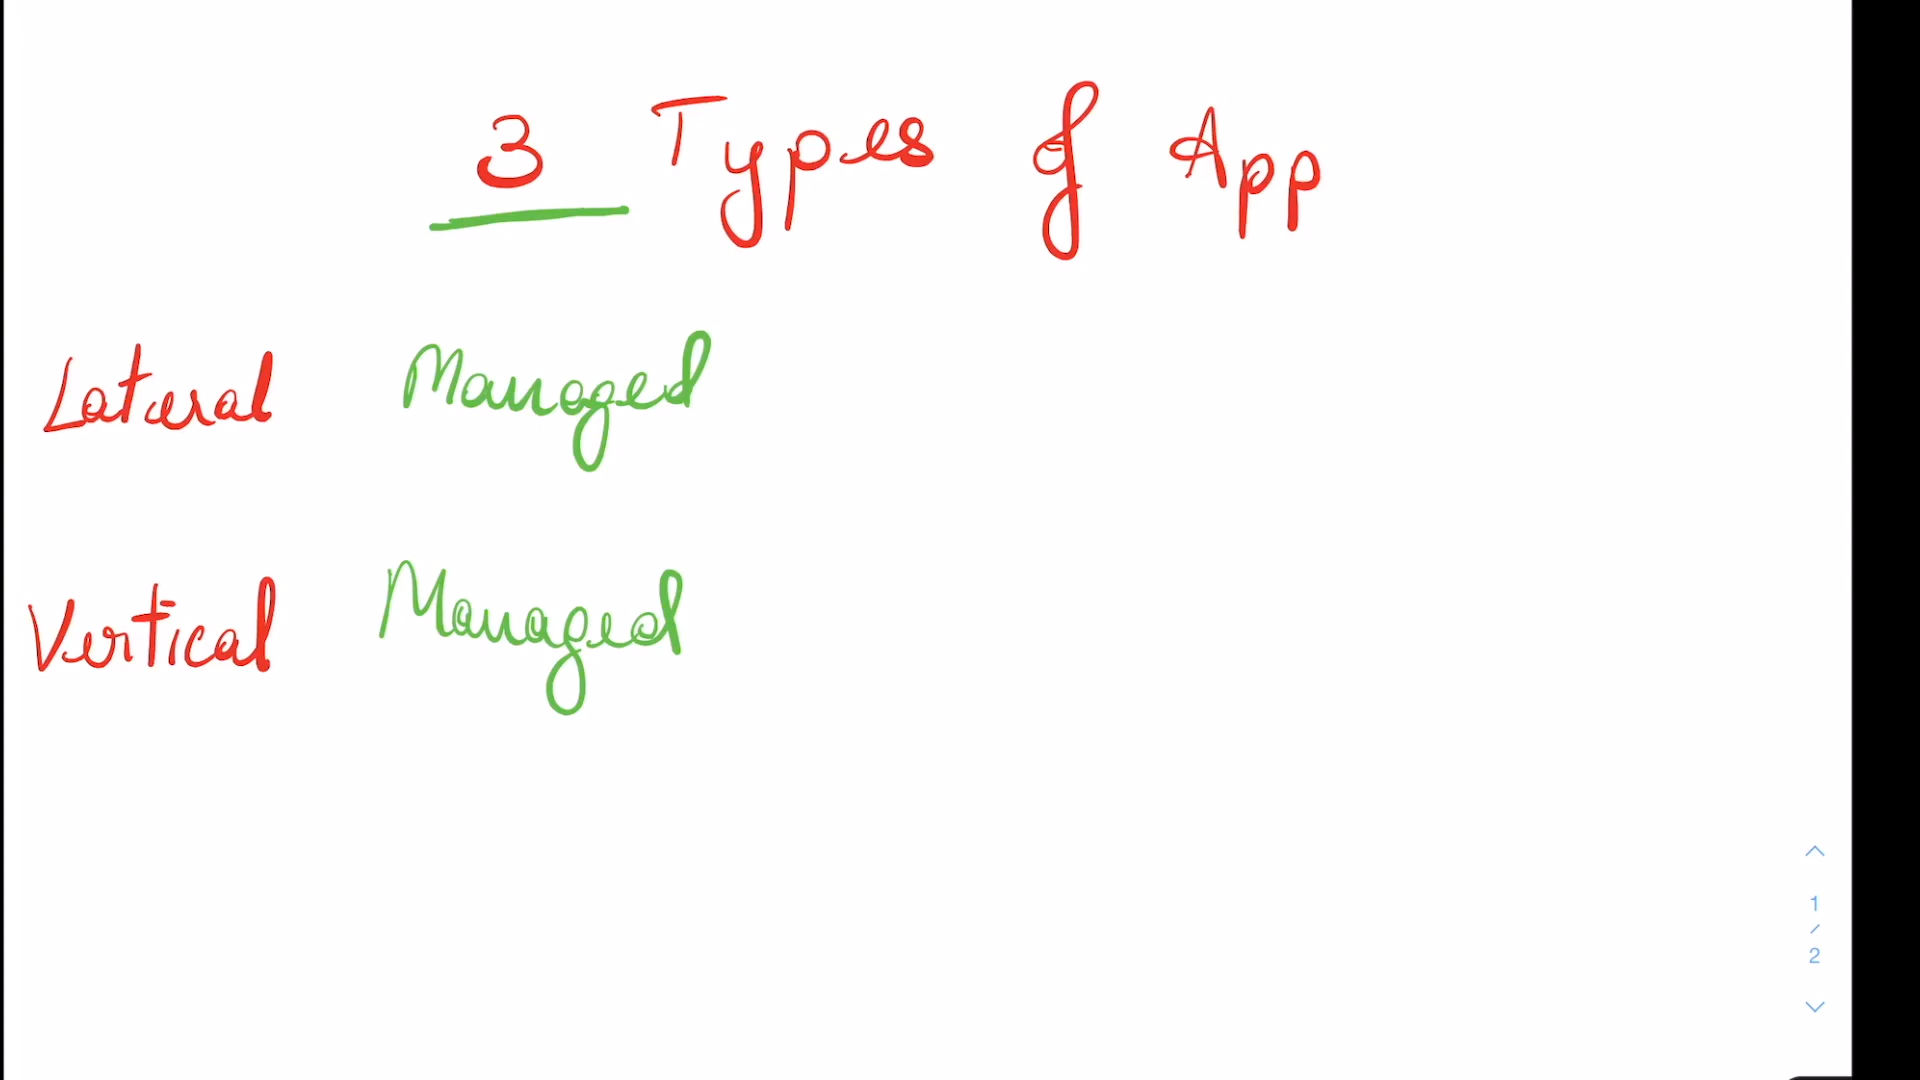 3 Types of App
Lateral Managed
Vertical Managed
1
/
2